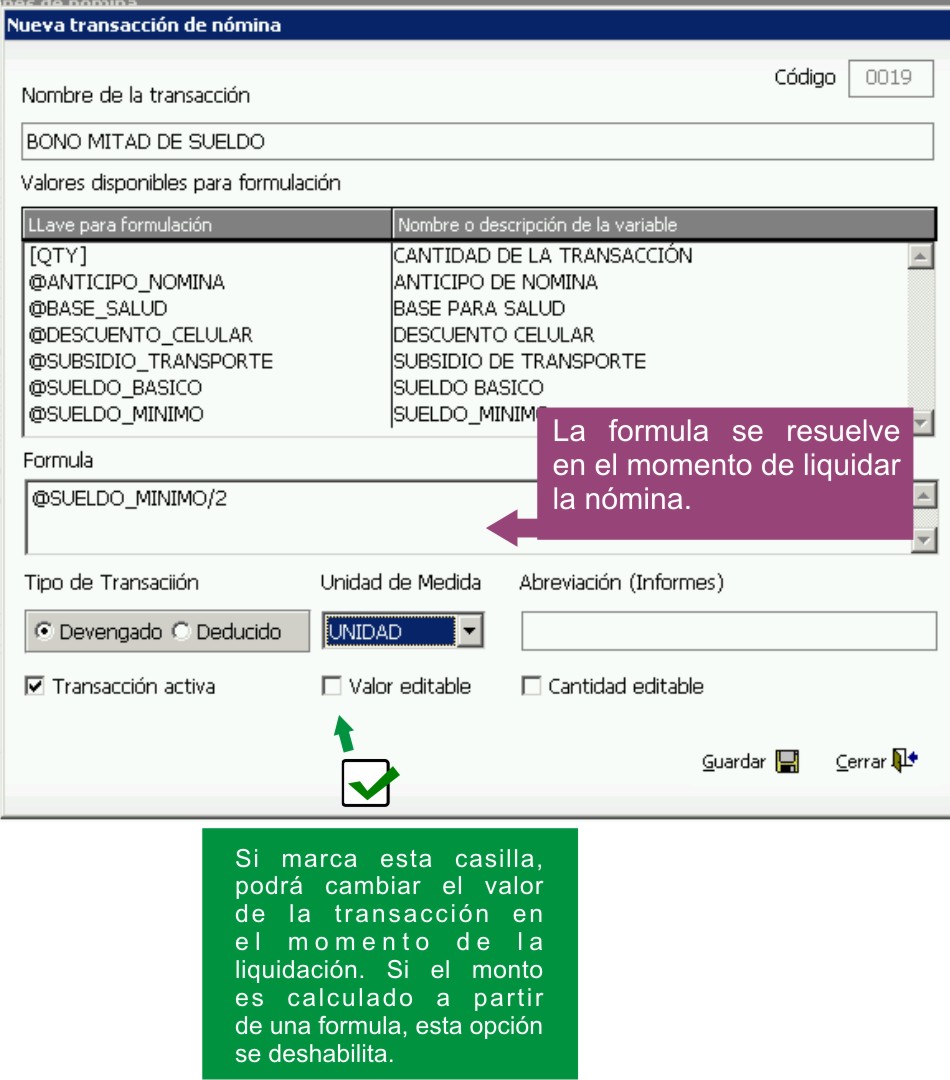 Nueva transacción de nómina
Código 0019
Nombre de la transacción
BONO MITAD DE SUELDO
Valores disponibles para formulación
LLave para formulación Nombre o descripción de la variable
[QTY] CANTIDAD DE LA TRANSACCIÓN
@ANTICIPO_NOMINA ANTICIPO DE NOMINA
@BASE_SALUD BASE PARA SALUD
@DESCUENTO_CELULAR DESCUENTO CELULAR
@SUBSIDIO_TRANSPORTE SUBSIDIO DE TRANSPORTE
@SUELDO_BASICO SUELDO BASICO
@SUELDO_MINIMO SUELDO_MINIMO
La formula se resuelve
en el momento de liquidar
la nómina.
Formula
@SUELDO_MINIMO/2
Tipo de Transaciión Unidad de Medida Abreviación (Informes)
Devengado Deducido UNIDAD
Transacción activa Valor editable Cantidad editable
Guardar Cerrar
Si marca esta casilla,
podrá cambiar el valor
de la transacción en
el momento de la
liquidación. Si el monto
es calculado a partir
de una formula, esta opción
se deshabilita.